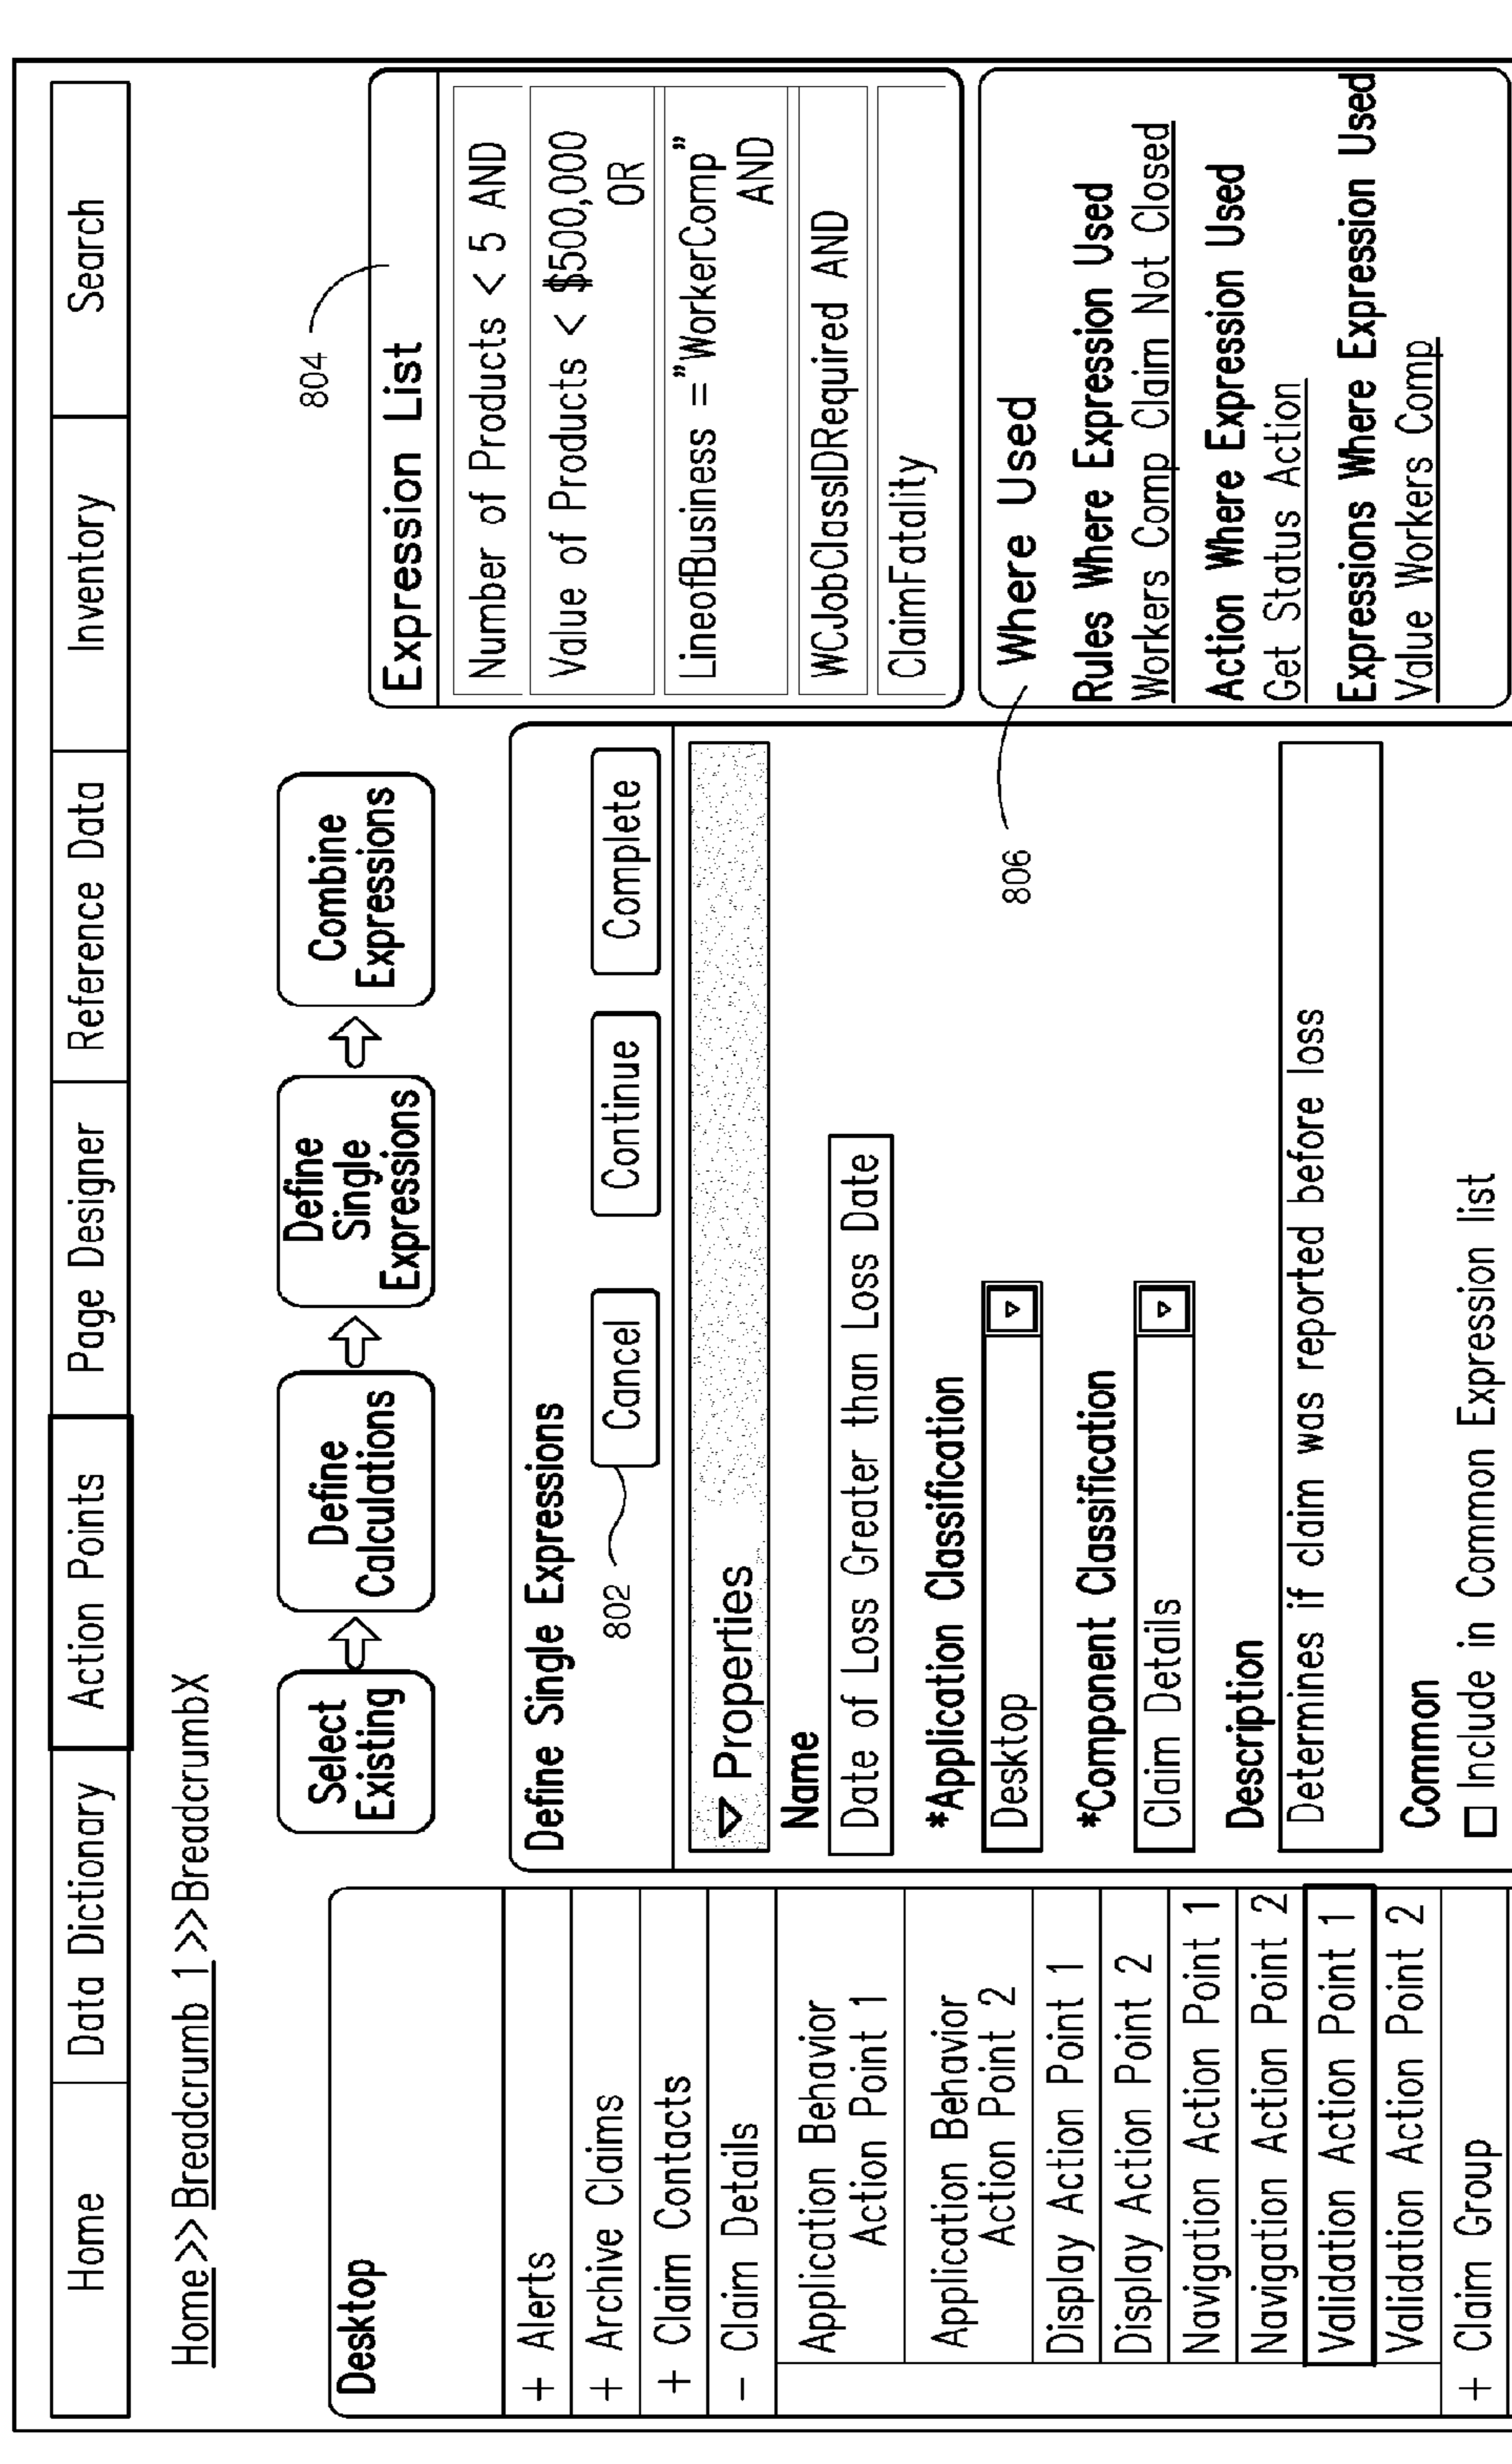 Home Data Dictionary Action Points Page Designer Reference Data Inventory Search
Home>>Breadcrumb 1>>BreadcrumbX
Desktop
+ Alerts
+ Archive Claims
+ Claim Contacts
- Claim Details
Application Behavior
Action Point 1
Application Behavior
Action Point 2
Display Action Point 1
Display Action Point 2
Navigation Action Point 1
Navigation Action Point 2
Validation Action Point 1
Validation Action Point 2
+ Claim Group
Select
Existing
Define
Calculations
Define
Single
Expressions
Combine
Expressions
Define Single Expressions
802
Cancel Continue Complete
Properties
Name
Date of Loss Greater than Loss Date
*Application Classification
Desktop
*Component Classification
Claim Details
Description
Determines if claim was reported before loss
Common
Include in Common Expression list
804
Expression List
Number of Products < 5 AND
Value of Products < $500,000
OR
LineofBusiness ="WorkerComp"
AND
WCJobClassIDRequired AND
ClaimFatality
806
Where Used
Rules Where Expression Used
Workers Comp Claim Not Closed
Action Where Expression Used
Get Status Action
Expressions Where Expression Used
Value Workers Comp